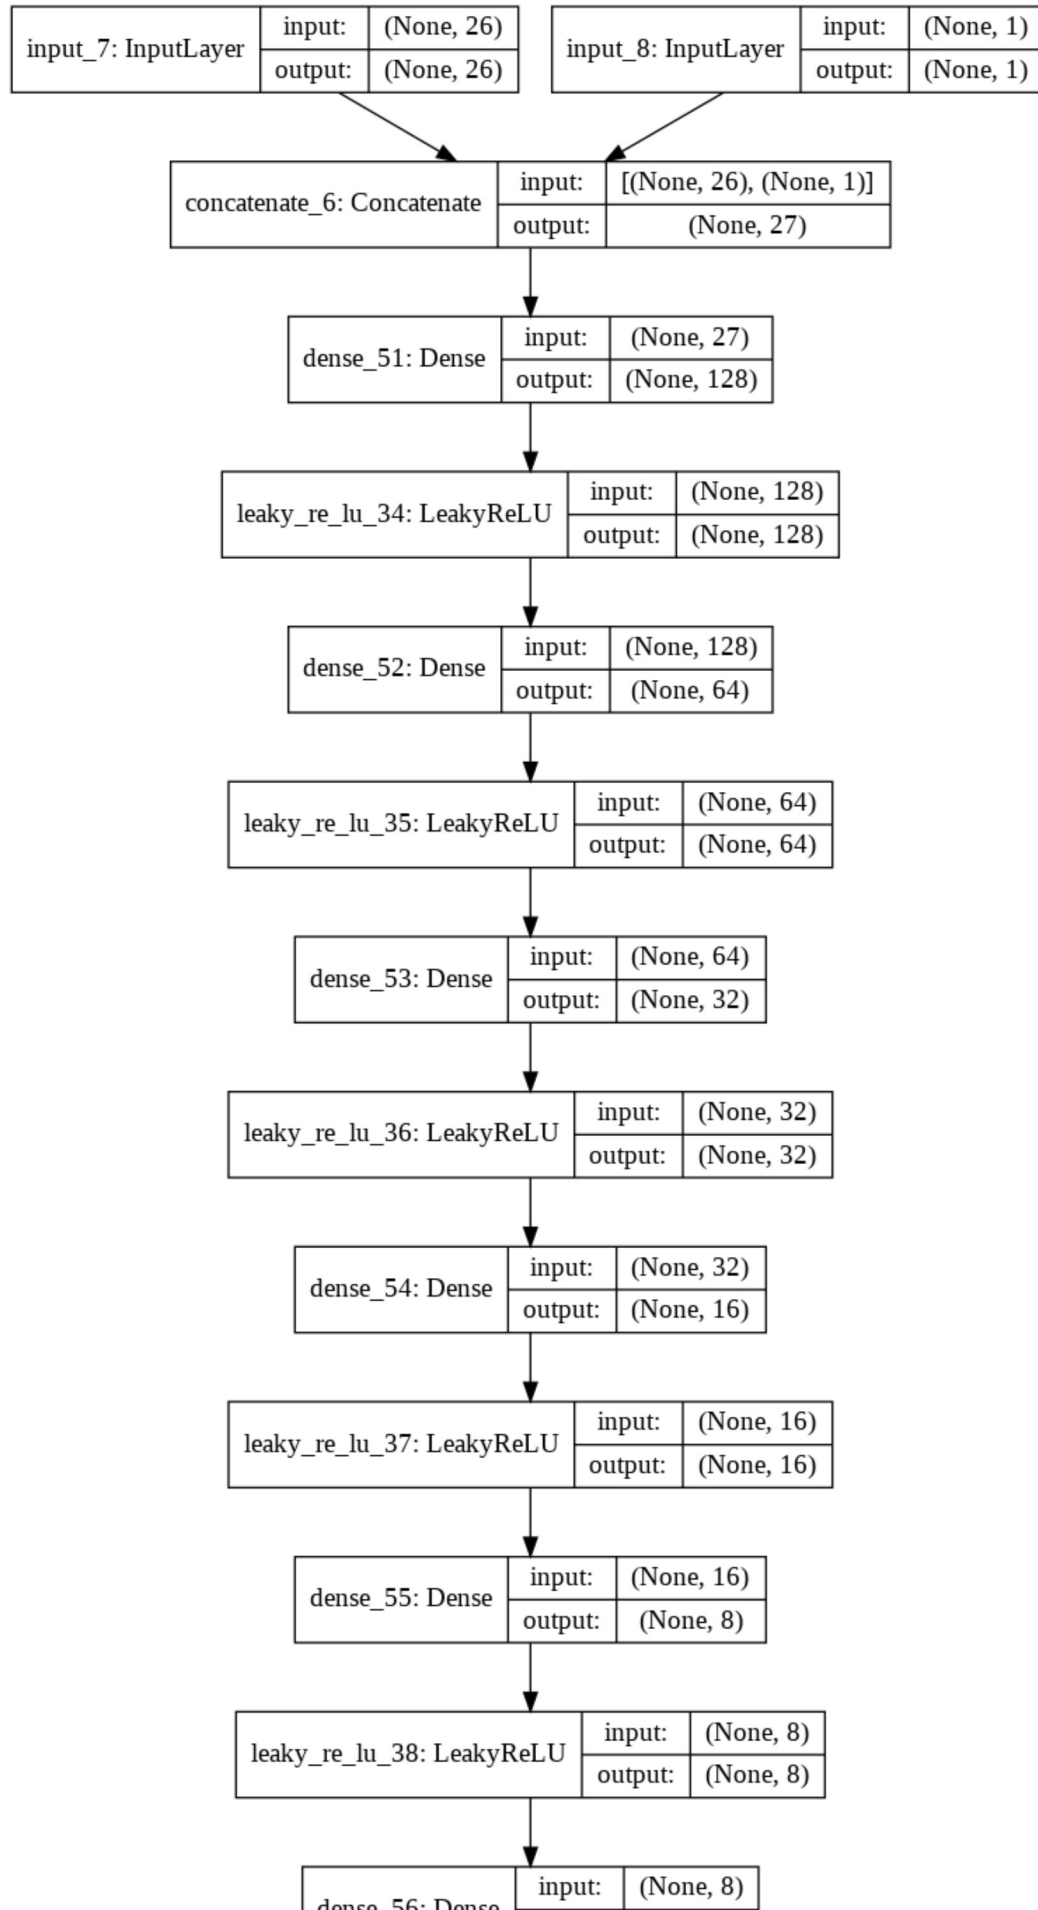 input_7: InputLayer
input: (None, 26)
output: (None, 26)
input_8: InputLayer
input: (None, 1)
output: (None, 1)
concatenate_6: Concatenate
input: [(None, 26), (None, 1)]
output: (None, 27)
dense_51: Dense
input: (None, 27)
output: (None, 128)
leaky_re_lu_34: LeakyReLU
input: (None, 128)
output: (None, 128)
dense_52: Dense
input: (None, 128)
output: (None, 64)
leaky_re_lu_35: LeakyReLU
input: (None, 64)
output: (None, 64)
dense_53: Dense
input: (None, 64)
output: (None, 32)
leaky_re_lu_36: LeakyReLU
input: (None, 32)
output: (None, 32)
dense_54: Dense
input: (None, 32)
output: (None, 16)
leaky_re_lu_37: LeakyReLU
input: (None, 16)
output: (None, 16)
dense_55: Dense
input: (None, 16)
output: (None, 8)
leaky_re_lu_38: LeakyReLU
input: (None, 8)
output: (None, 8)
dense_56: Dense
input: (None, 8)